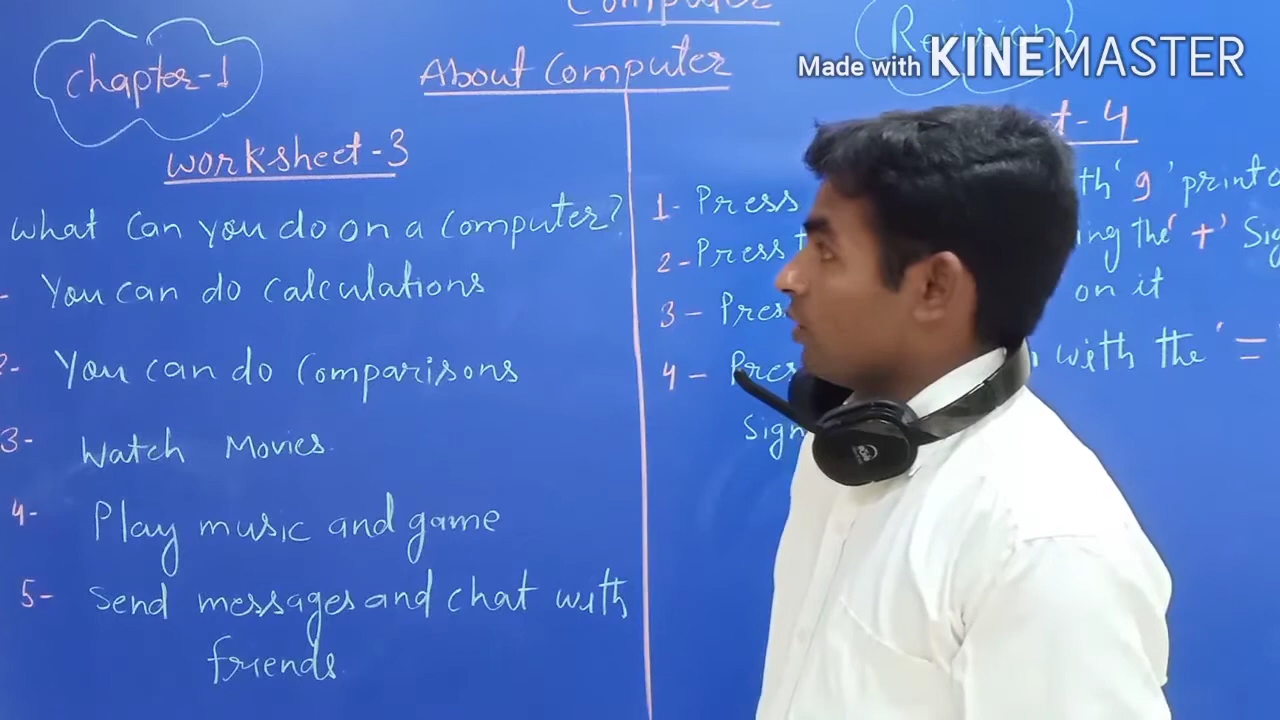 Computer
Chapter-1
About Computer
Revision
Made with KINEMASTER
Worksheet-3
t-4
What can you do on a computer?
You can do calculations
2- You can do Comparisons
3- Watch Movies.
4- Play music and game
5- Send messages and chat with
friends.
1- Press th '9' print o
2- Press t ing the '+' Sig
3- Pres on it
4- Pres with the '='
Sign